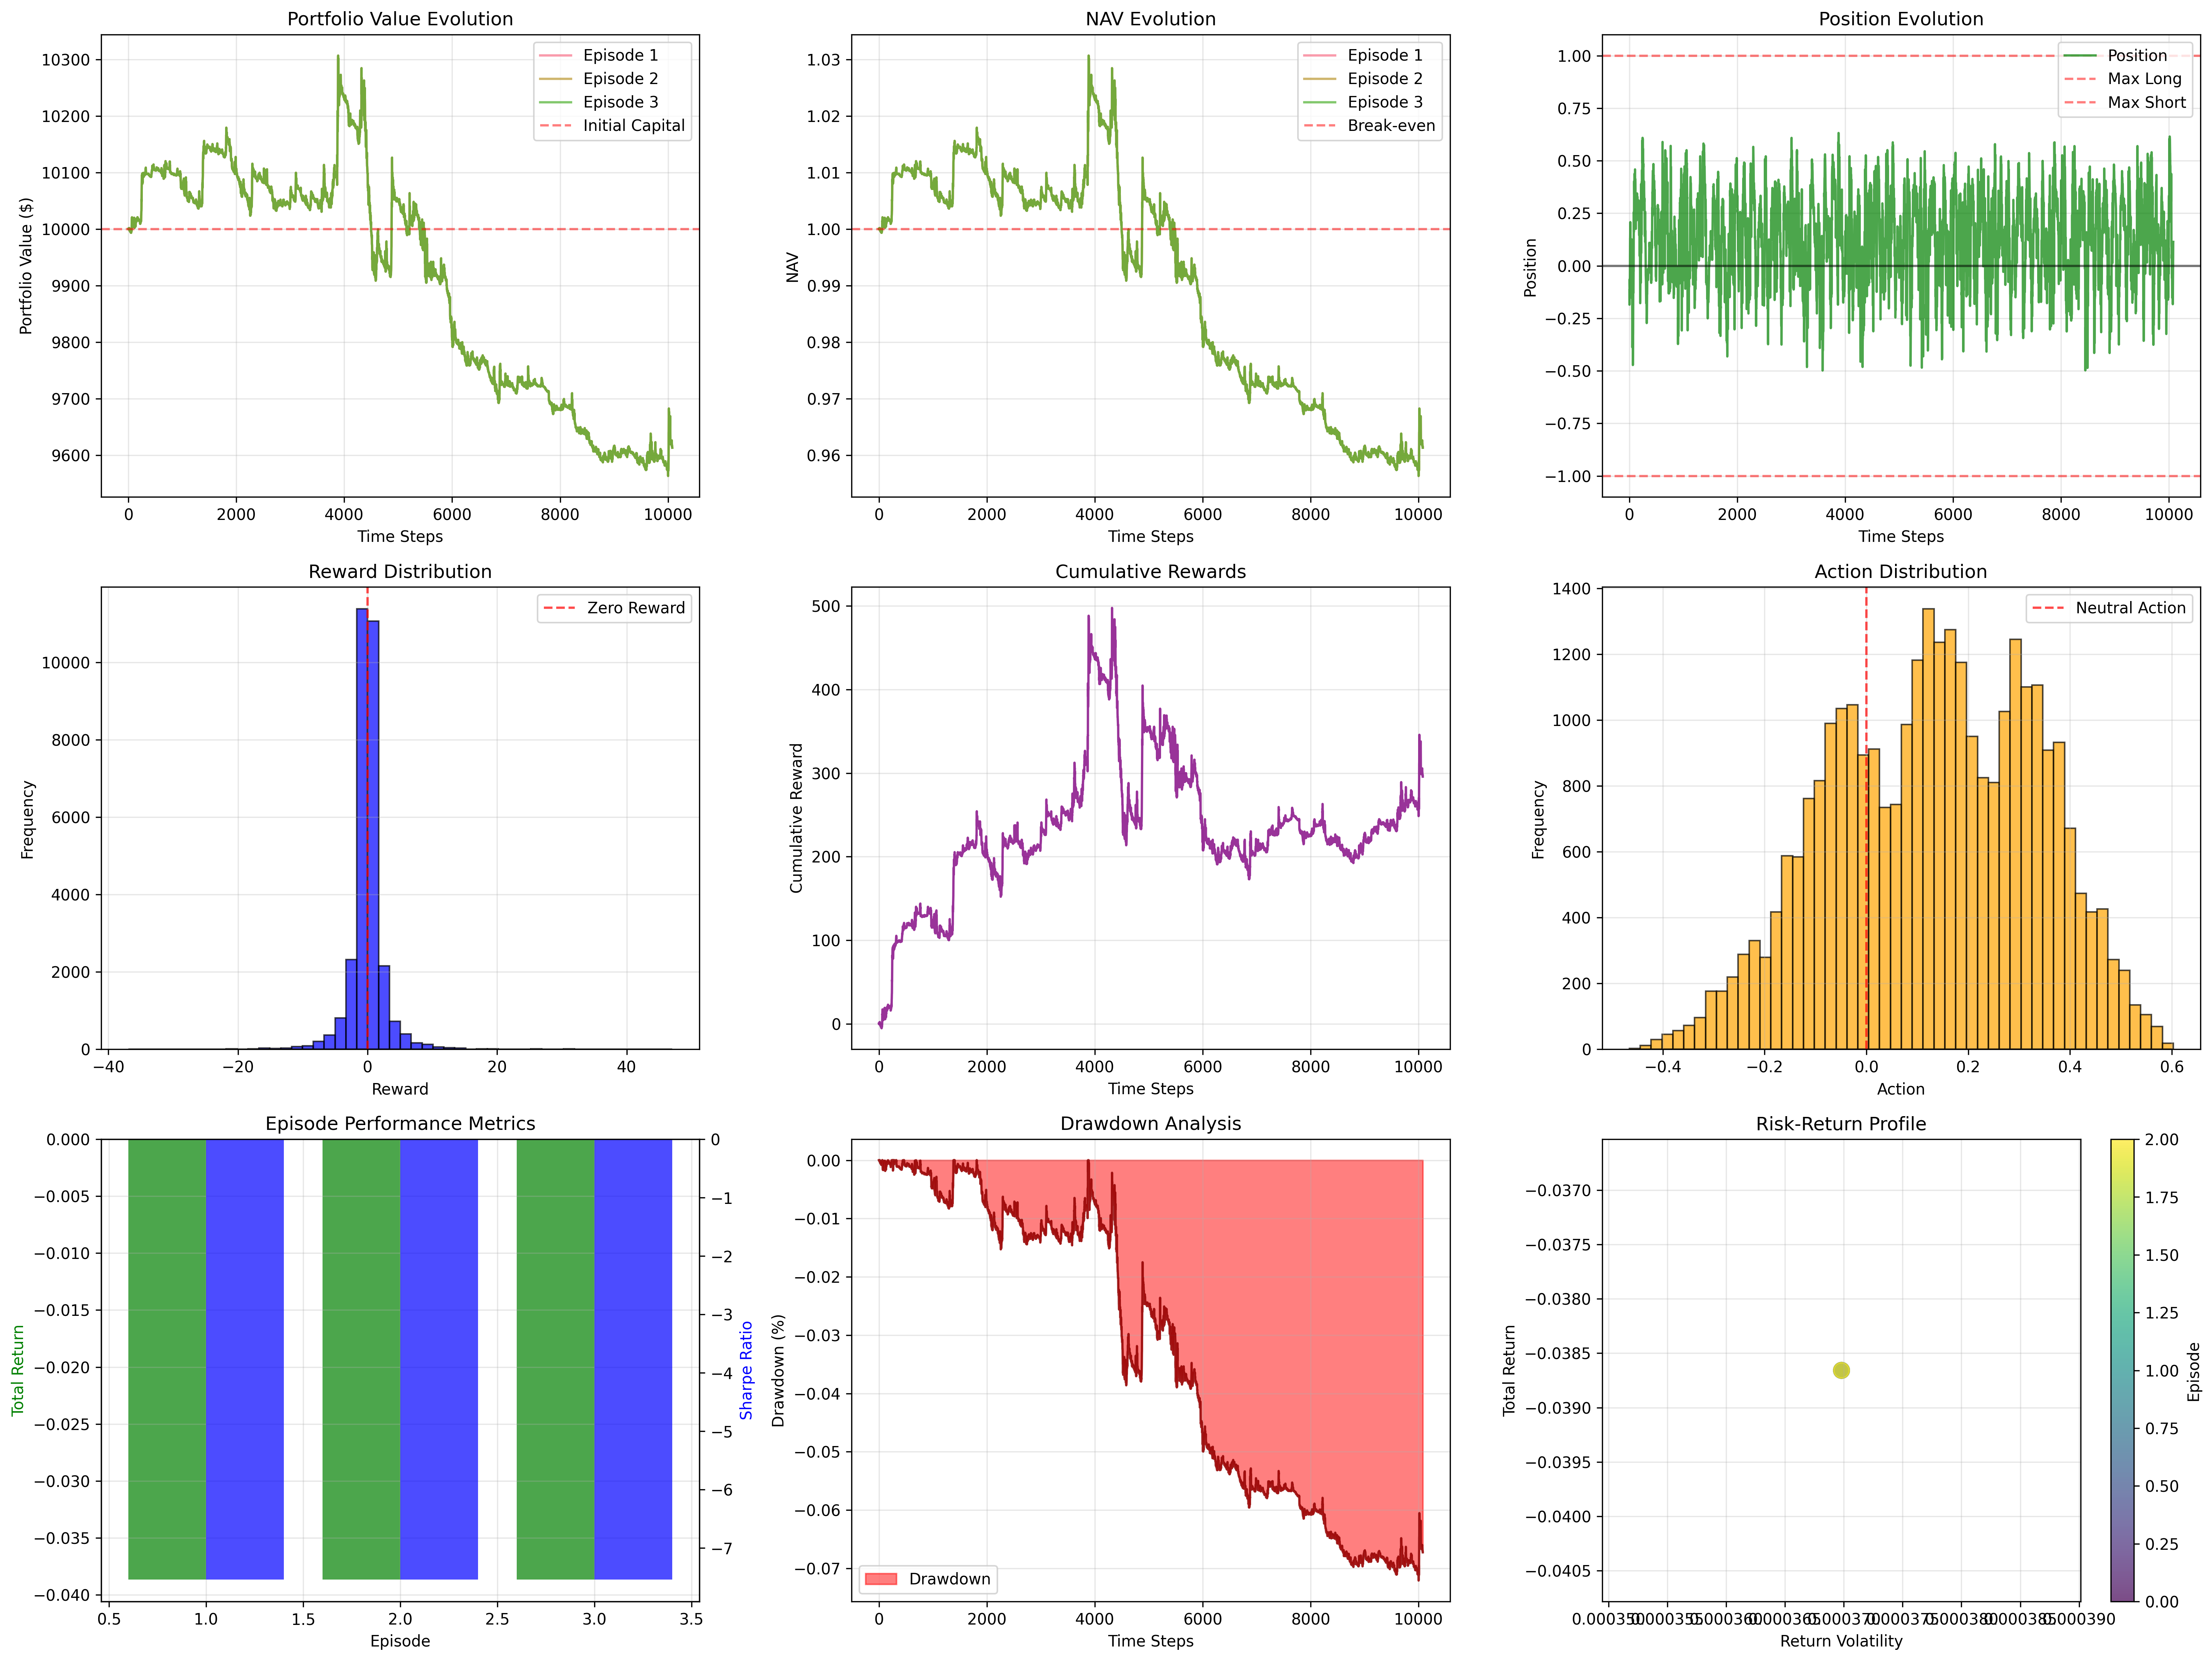 Portfolio Value Evolution
Portfolio Value ($)
10300
10200
10100
10000
9900
9800
9700
9600
Episode 1
Episode 2
Episode 3
Initial Capital
0 2000 4000 6000 8000 10000
Time Steps
NAV Evolution
NAV
1.03
1.02
1.01
1.00
0.99
0.98
0.97
0.96
Episode 1
Episode 2
Episode 3
Break-even
0 2000 4000 6000 8000 10000
Time Steps
Position Evolution
Position
1.00
0.75
0.50
0.25
0.00
−0.25
−0.50
−0.75
−1.00
Position
Max Long
Max Short
0 2000 4000 6000 8000 10000
Time Steps
Reward Distribution
Frequency
10000
8000
6000
4000
2000
0
Zero Reward
−40 −20 0 20 40
Reward
Cumulative Rewards
Cumulative Reward
500
400
300
200
100
0
0 2000 4000 6000 8000 10000
Time Steps
Action Distribution
Frequency
1400
1200
1000
800
600
400
200
0
Neutral Action
−0.4 −0.2 0.0 0.2 0.4 0.6
Action
Episode Performance Metrics
Total Return
0.000
−0.005
−0.010
−0.015
−0.020
−0.025
−0.030
−0.035
−0.040
0
−1
−2
−3
−4
−5
−6
−7
Sharpe Ratio
0.5 1.0 1.5 2.0 2.5 3.0 3.5
Episode
Drawdown Analysis
Drawdown (%)
0.00
−0.01
−0.02
−0.03
−0.04
−0.05
−0.06
−0.07
Drawdown
0 2000 4000 6000 8000 10000
Time Steps
Risk-Return Profile
Total Return
−0.0370
−0.0375
−0.0380
−0.0385
−0.0390
−0.0395
−0.0400
−0.0405
Return Volatility
2.00
1.75
1.50
1.25
1.00
0.75
0.50
0.25
0.00
Episode